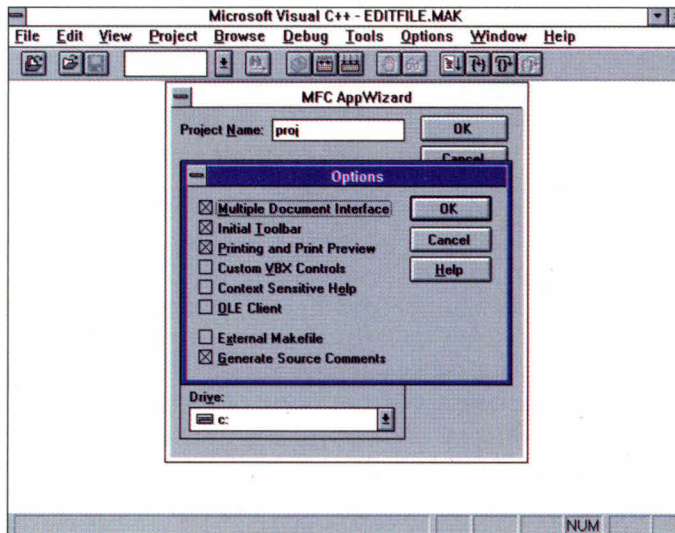 Microsoft Visual C++ - EDITFILE.MAK
File Edit View Project Browse Debug Tools Options Window Help
MFC AppWizard
Project Name: proj
OK
Cancel
Options
Multiple Document Interface
OK
Initial Toolbar
Cancel
Printing and Print Preview
Custom VBX Controls
Help
Context Sensitive Help
OLE Client
External Makefile
Generate Source Comments
Drive:
c:
NUM